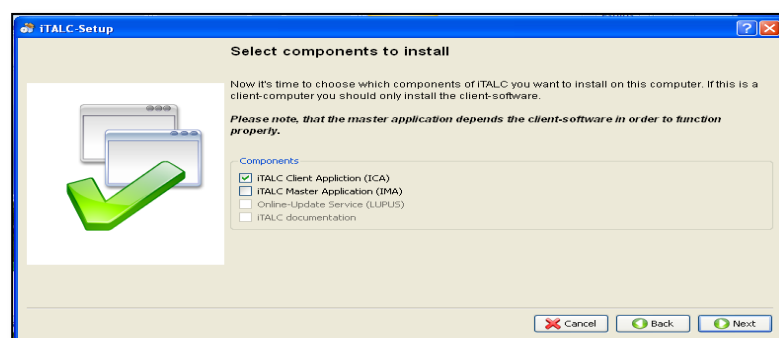 iTALC-Setup
Select components to install
Now it's time to choose which components of iTALC you want to install on this computer. If this is a
client-computer you should only install the client-software.
Please note, that the master application depends the client-software in order to function
properly.
Components
iTALC Client Appliction (ICA)
iTALC Master Application (IMA)
Online-Update Service (LUPUS)
iTALC documentation
Cancel
Back
Next